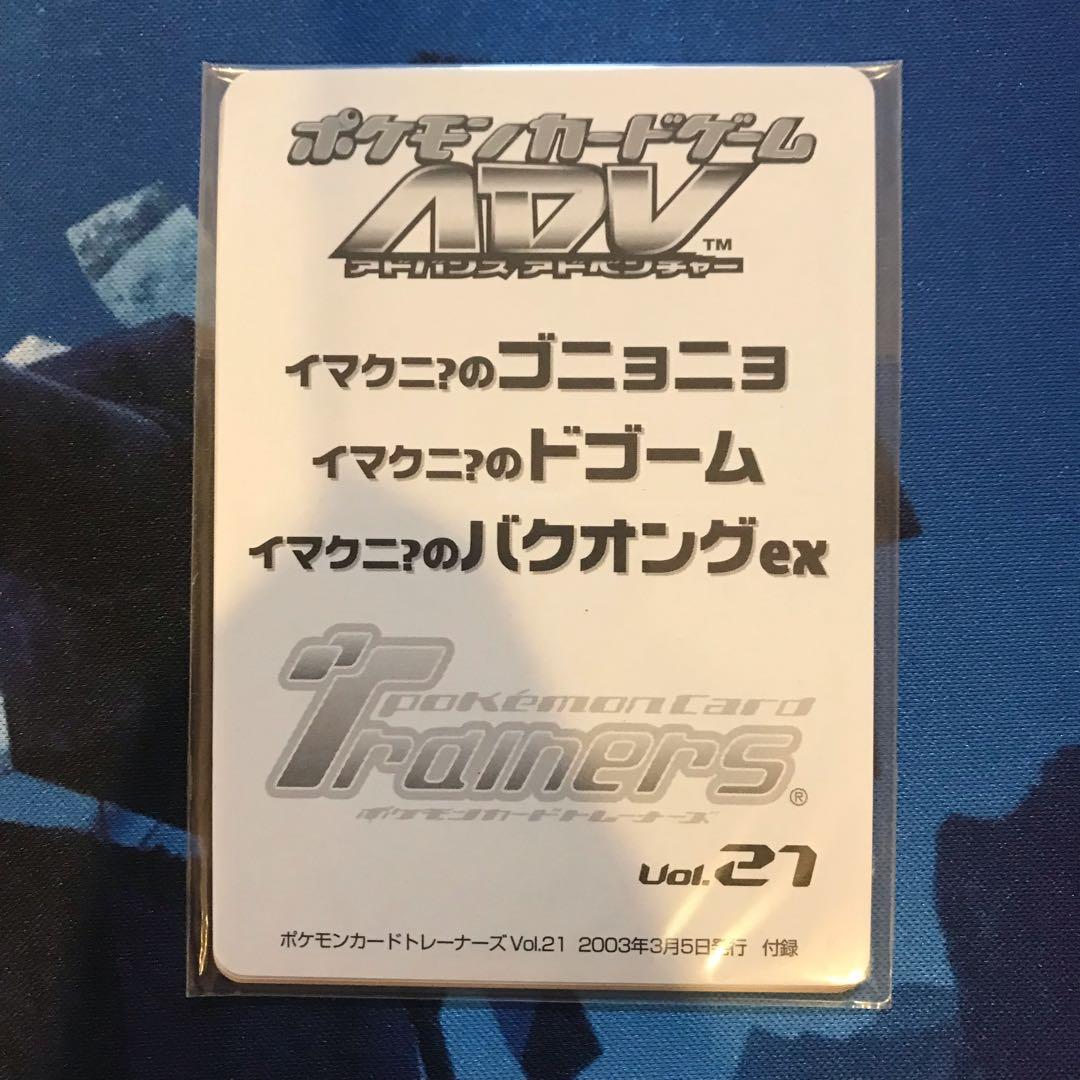 ポケモンカードゲーム
ADV™
アドバンスアドベンチャー
イマクニ?のゴニョニョ
イマクニ?のドゴーム
イマクニ?のバクオングex
pokémon card
Trainers®
ポケモンカードトレーナーズ
Vol.21
ポケモンカードトレーナーズVol.21 2003年3月5日発行 付録